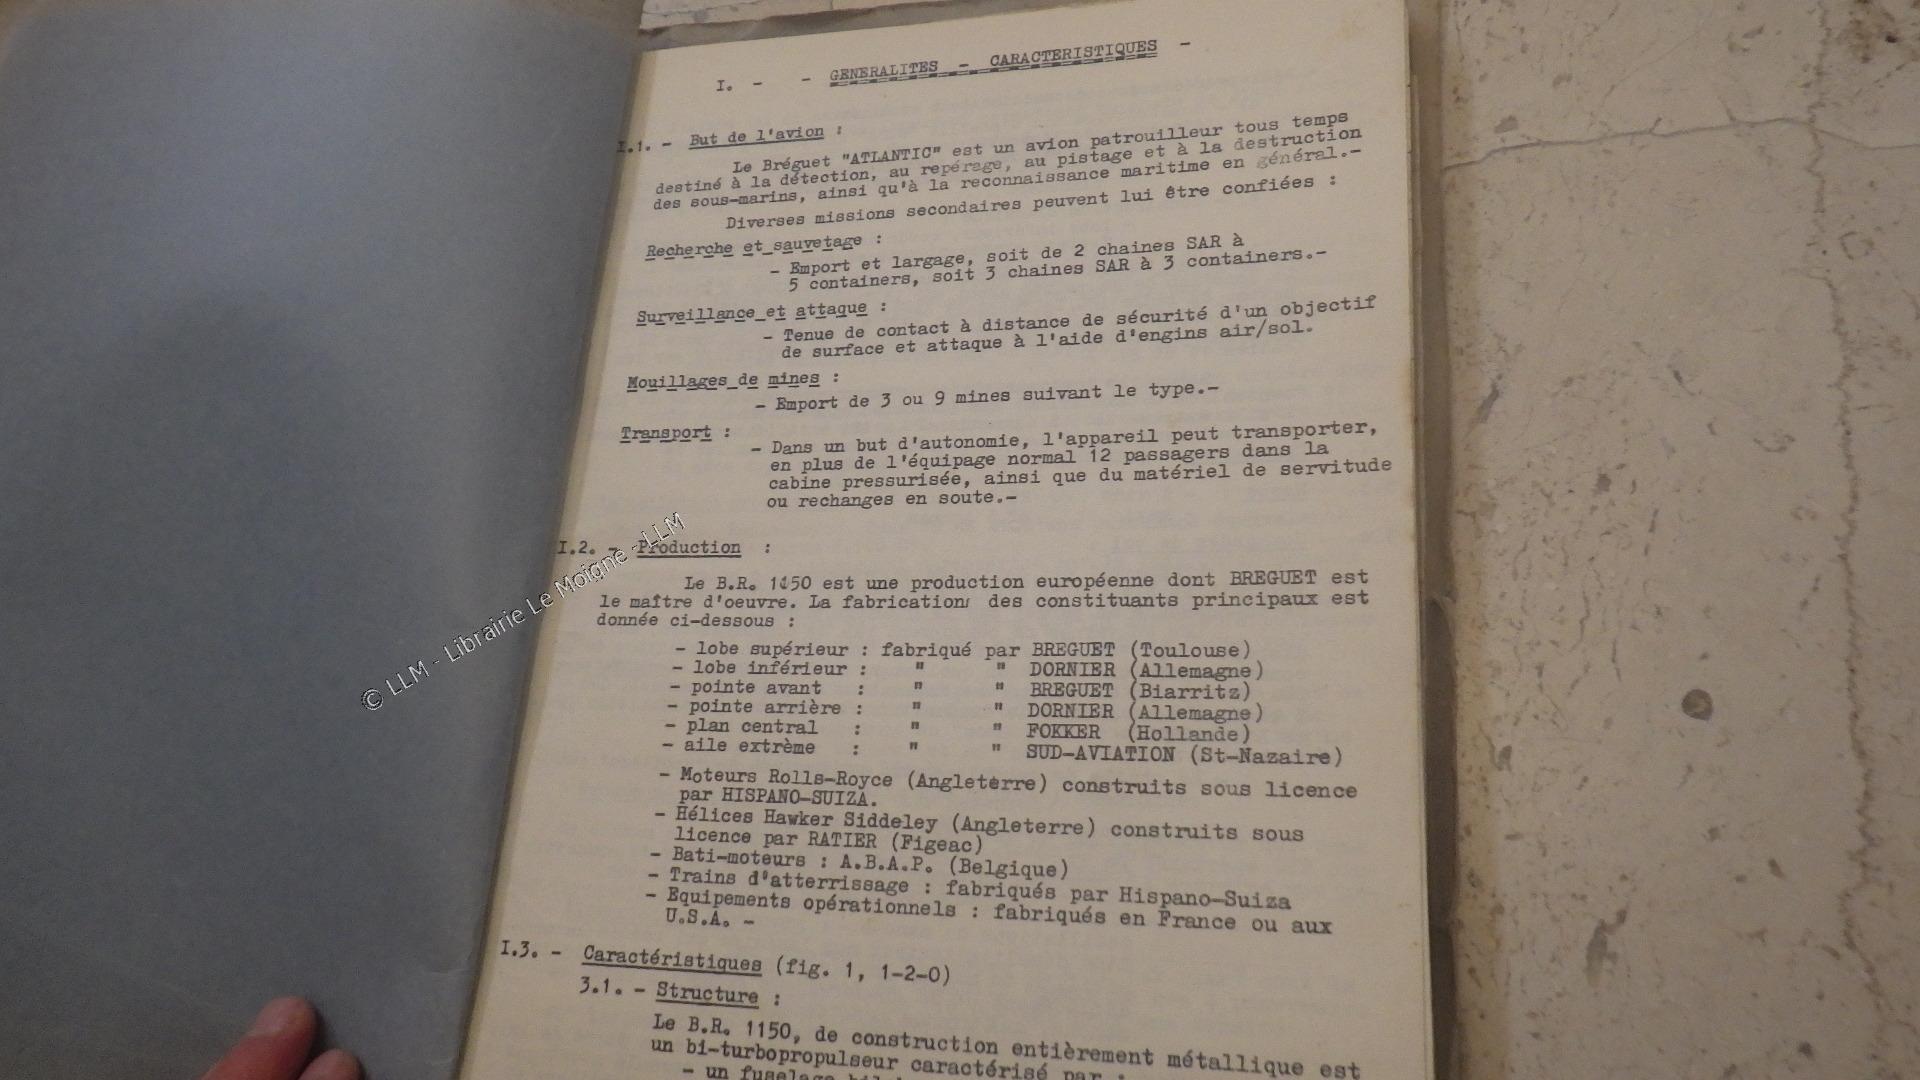 I. - - GENERALITES - CARACTERISTIQUES -
I.1. - But de l'avion :
Le Bréguet "ATLANTIC" est un avion patrouilleur tous temps
destiné à la détection, au repérage, au pistage et à la destruction
des sous-marins, ainsi qu'à la reconnaissance maritime en général.-
Diverses missions secondaires peuvent lui être confiées :
Recherche et sauvetage :
- Emport et largage, soit de 2 chaines SAR à
5 containers, soit 3 chaines SAR à 3 containers.-
Surveillance et attaque :
- Tenue de contact à distance de sécurité d'un objectif
de surface et attaque à l'aide d'engins air/sol.
Mouillages de mines :
- Emport de 3 ou 9 mines suivant le type.-
Transport :
- Dans un but d'autonomie, l'appareil peut transporter,
en plus de l'équipage normal 12 passagers dans la
cabine pressurisée, ainsi que du matériel de servitude
ou rechanges en soute.-
I.2. - Production :
Le B.R. 1150 est une production européenne dont BREGUET est
le maître d'oeuvre. La fabrication des constituants principaux est
donnée ci-dessous :
- lobe supérieur : fabriqué par BREGUET (Toulouse)
- lobe inférieur : " " DORNIER (Allemagne)
- pointe avant : " " BREGUET (Biarritz)
- pointe arrière : " " DORNIER (Allemagne)
- plan central : " " FOKKER (Hollande)
- aile extrème : " " SUD-AVIATION (St-Nazaire)
- Moteurs Rolls-Royce (Angleterre) construits sous licence
par HISPANO-SUIZA.
- Hélices Hawker Siddeley (Angleterre) construits sous
licence par RATIER (Figeac)
- Bati-moteurs : A.B.A.P. (Belgique)
- Trains d'atterrissage : fabriqués par Hispano-Suiza
- Equipements opérationnels : fabriqués en France ou aux
U.S.A. -
I.3. - Caractéristiques (fig. 1, 1-2-0)
3.1. - Structure :
Le B.R. 1150, de construction entièrement métallique est
un bi-turbopropulseur caractérisé par :
- un fuselage
© LLM - Librairie Le Moigne - LLM